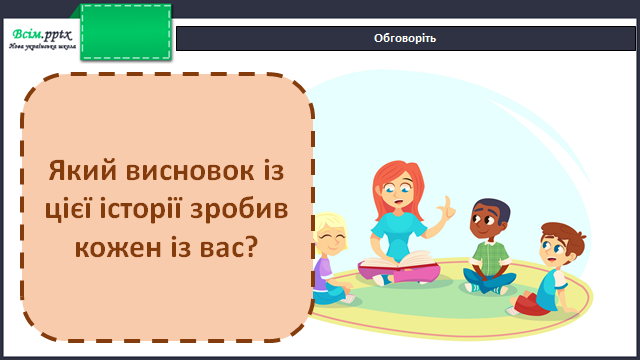 Всім.pptx
Нова українська школа
Обговоріть
Який висновок із
цієї історії зробив
кожен із вас?